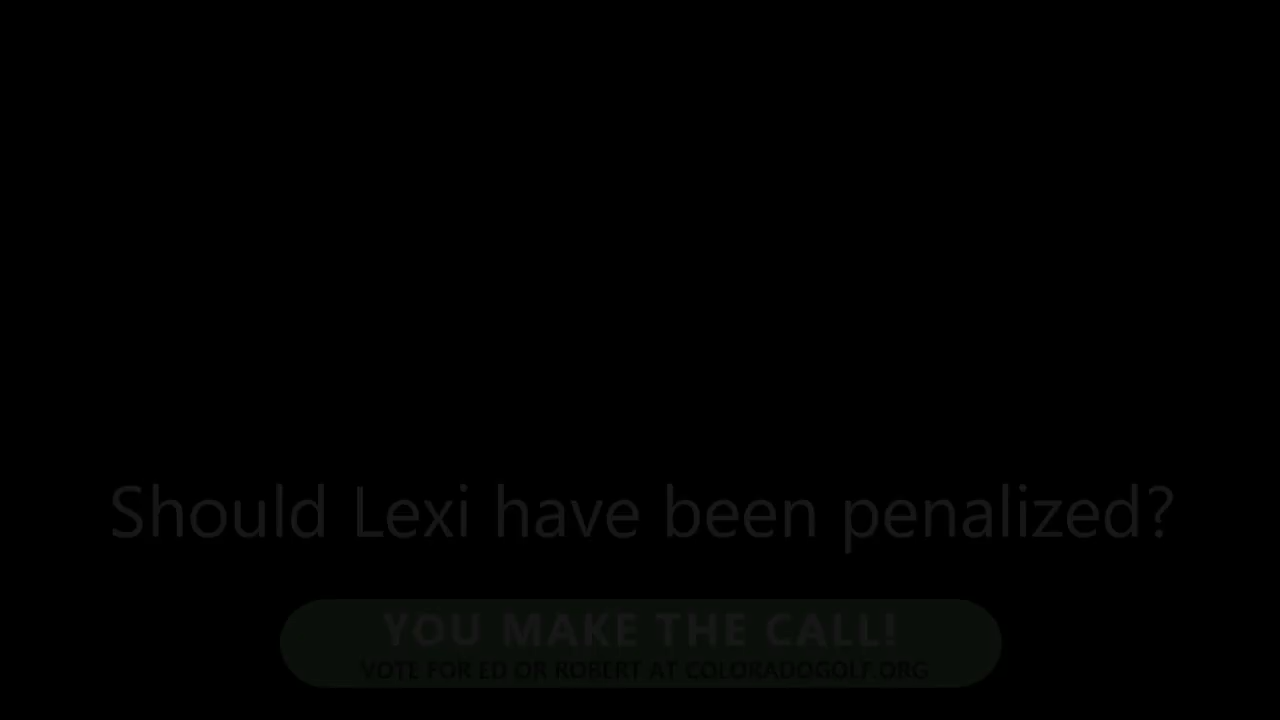 Should Lexi have been penalized?
YOU MAKE THE CALL!
VOTE FOR ED OR ROBERT AT COLORADOGOLF.ORG